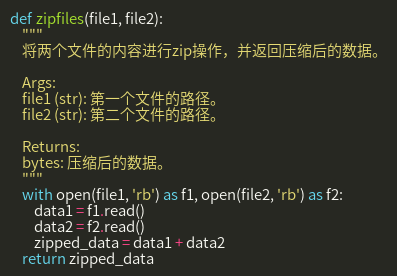 def zipfiles(file1, file2):
"""
将两个文件的内容进行zip操作，并返回压缩后的数据。
Args:
file1 (str): 第一个文件的路径。
file2 (str): 第二个文件的路径。
Returns:
bytes: 压缩后的数据。
"""
with open(file1, 'rb') as f1, open(file2, 'rb') as f2:
data1 = f1.read()
data2 = f2.read()
zipped_data = data1 + data2
return zipped_data